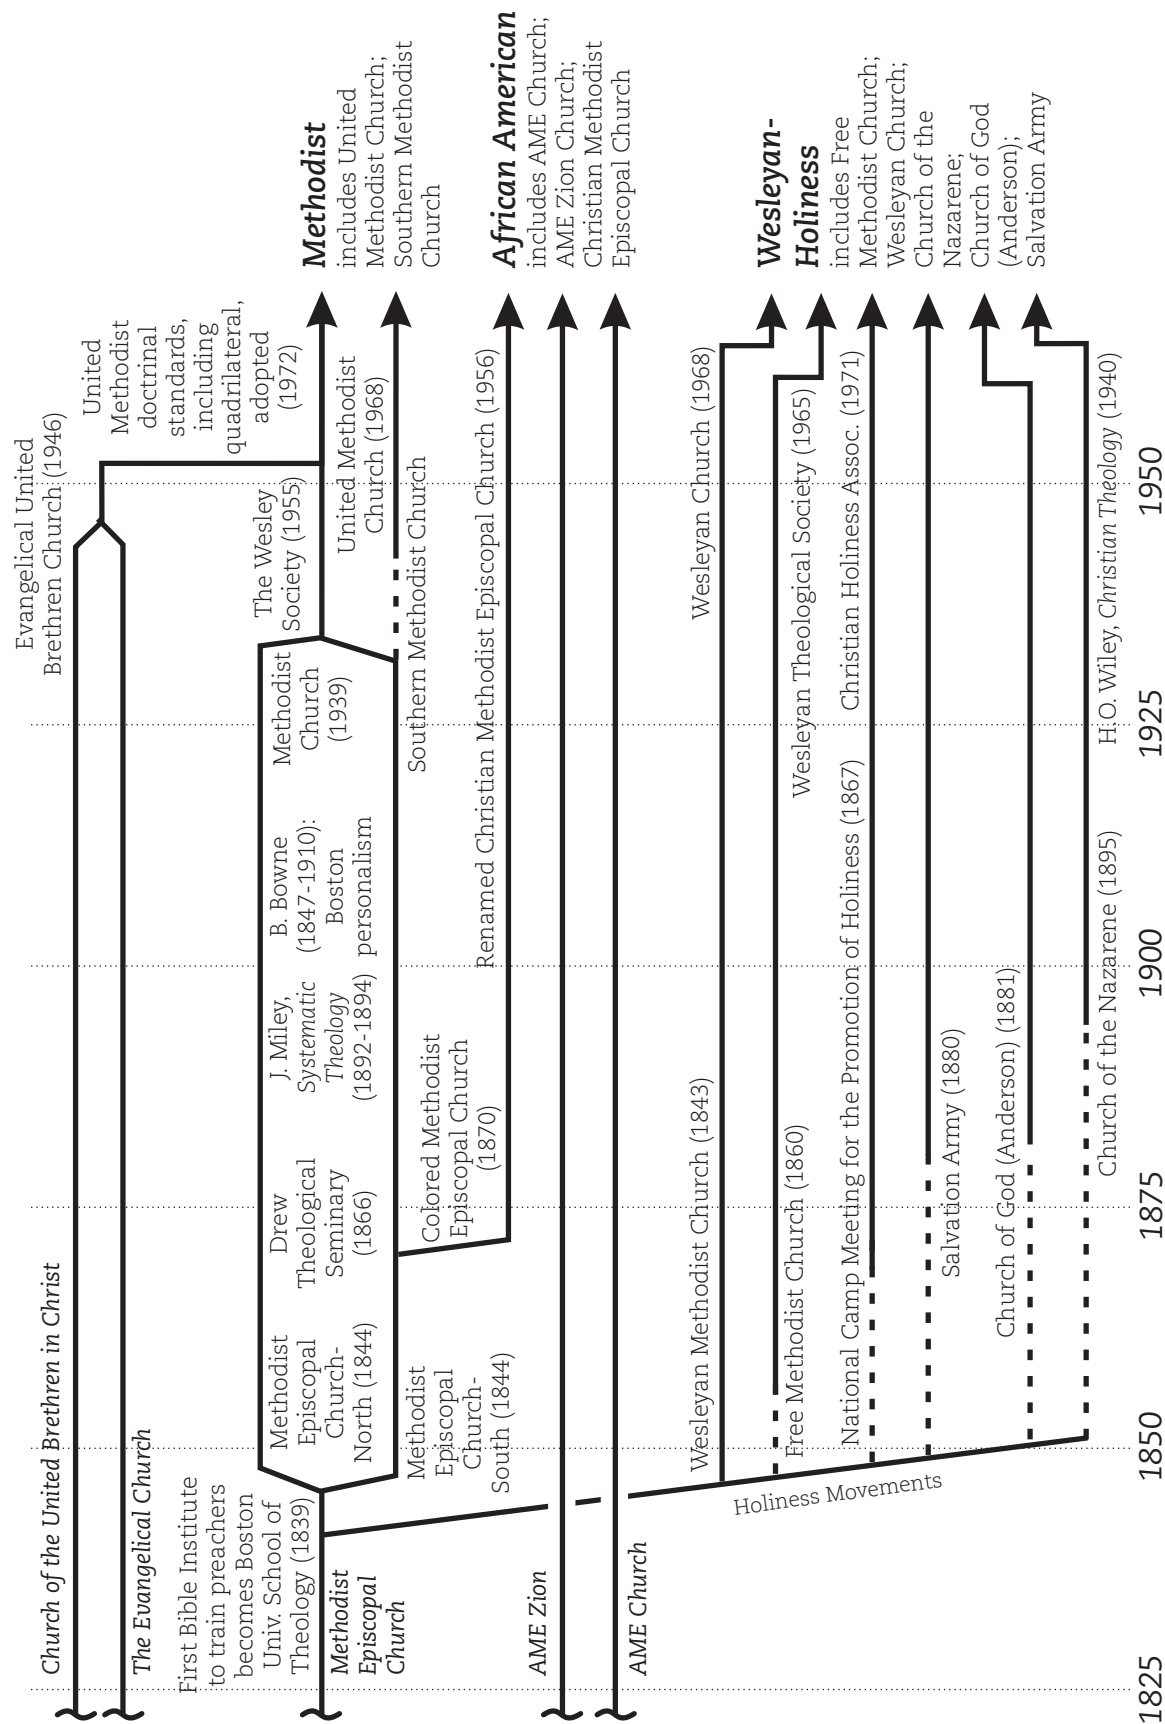 Church of the United Brethren in Christ
Evangelical United
Brethren Church (1946)
The Evangelical Church
United
Methodist
doctrinal
standards,
including
quadrilateral,
adopted
(1972)
First Bible Institute
to train preachers
becomes Boston
Univ. School of
Theology (1839)
Methodist
Episcopal
Church
Methodist
Episcopal
Church-
North (1844)
Drew
Theological
Seminary
(1866)
J. Miley,
Systematic
Theology
(1892-1894)
B. Bowne
(1847-1910):
Boston
personalism
Methodist
Church
(1939)
The Wesley
Society (1955)
United Methodist
Church (1968)
Methodist
includes United
Methodist Church;
Southern Methodist
Church
Methodist
Episcopal
Church-
South (1844)
Colored Methodist
Episcopal Church
(1870)
Southern Methodist Church
Renamed Christian Methodist Episcopal Church (1956)
African American
includes AME Church;
AME Zion Church;
Christian Methodist
Episcopal Church
AME Zion
AME Church
Holiness Movements
Wesleyan Methodist Church (1843)
Wesleyan Church (1968)
Free Methodist Church (1860)
Wesleyan Theological Society (1965)
National Camp Meeting for the Promotion of Holiness (1867)
Christian Holiness Assoc. (1971)
Salvation Army (1880)
Church of God (Anderson) (1881)
Church of the Nazarene (1895)
H.O. Wiley, Christian Theology (1940)
Wesleyan-
Holiness
includes Free
Methodist Church;
Wesleyan Church;
Church of the
Nazarene;
Church of God
(Anderson);
Salvation Army
1825
1850
1875
1900
1925
1950